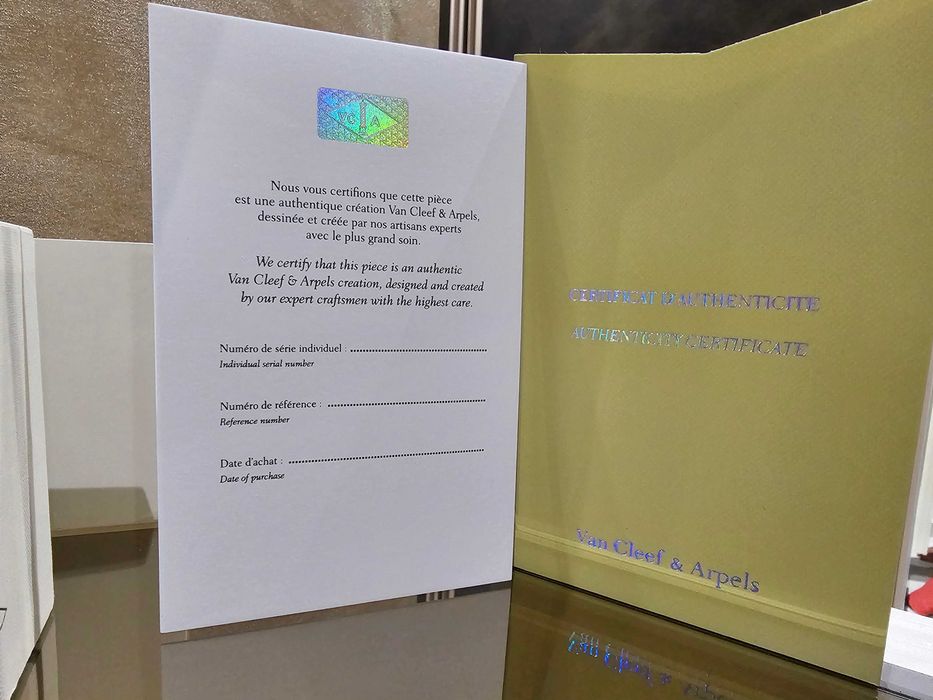 VC A
Nous vous certifions que cette pièce
est une authentique création Van Cleef & Arpels,
dessinée et créée par nos artisans experts
avec le plus grand soin.
We certify that this piece is an authentic
Van Cleef & Arpels creation, designed and created
by our expert craftsmen with the highest care.
Numéro de série individuel :
Individual serial number
Numéro de référence :
Reference number
Date d'achat :
Date of purchase
CERTIFICAT D'AUTHENTICITÉ
AUTHENTICITY CERTIFICATE
Van Cleef & Arpels